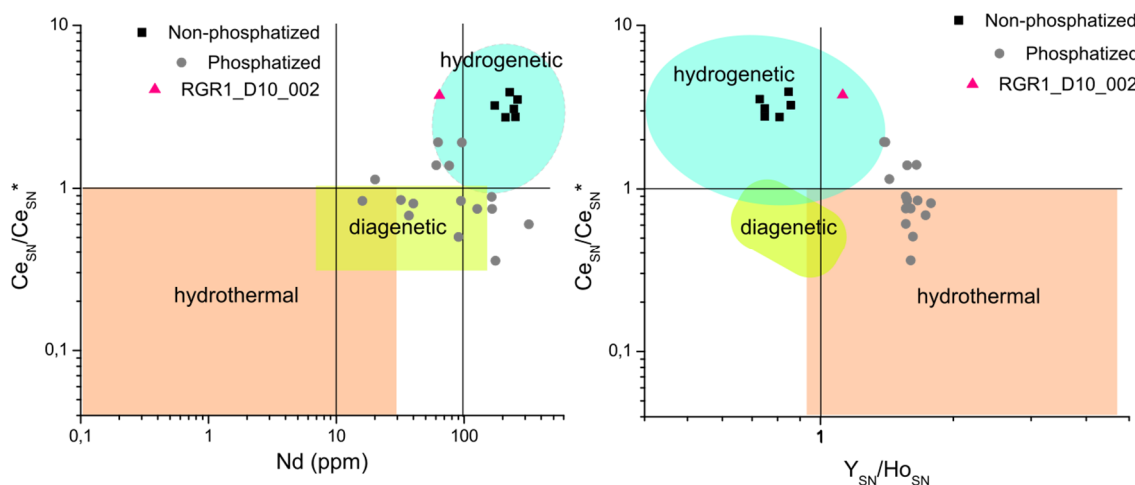 10
Non-phosphatized
Phosphatized
RGR1_D10_002
hydrogenetic
1
diagenetic
hydrothermal
0,1
Ce_SN/Ce_SN*
0,1 1 10 100
Nd (ppm)
10
Non-phosphatized
Phosphatized
RGR1_D10_002
hydrogenetic
1
diagenetic
hydrothermal
0,1
Ce_SN/Ce_SN*
1
Y_SN/Ho_SN